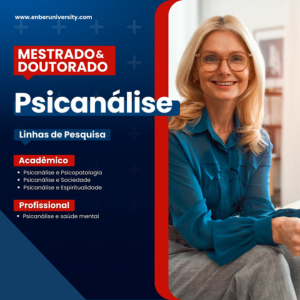 www.enberuniversity.com
MESTRADO&
DOUTORADO
Psicanálise
Linhas de Pesquisa
Acadêmico
• Psicanálise e Psicopatologia
• Psicanálise e Sociedade
• Psicanálise e Espiritualidade
Profissional
• Psicanálise e saúde mental